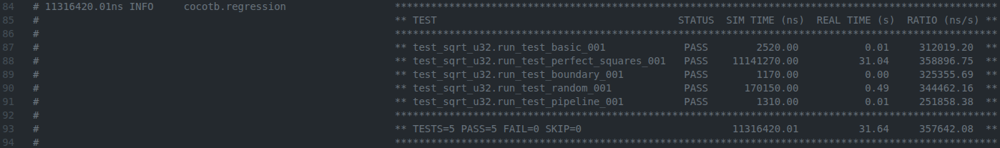 84 # 11316420.01ns INFO cocotb.regression ****************************************************************************************************
85 # ** TEST STATUS SIM TIME (ns) REAL TIME (s) RATIO (ns/s) **
86 # ****************************************************************************************************
87 # ** test_sqrt_u32.run_test_basic_001 PASS 2520.00 0.01 312019.20 **
88 # ** test_sqrt_u32.run_test_perfect_squares_001 PASS 11141270.00 31.04 358896.75 **
89 # ** test_sqrt_u32.run_test_boundary_001 PASS 1170.00 0.00 325355.69 **
90 # ** test_sqrt_u32.run_test_random_001 PASS 170150.00 0.49 344462.16 **
91 # ** test_sqrt_u32.run_test_pipeline_001 PASS 1310.00 0.01 251858.38 **
92 # ****************************************************************************************************
93 # ** TESTS=5 PASS=5 FAIL=0 SKIP=0 11316420.01 31.64 357642.08 **
94 # ****************************************************************************************************